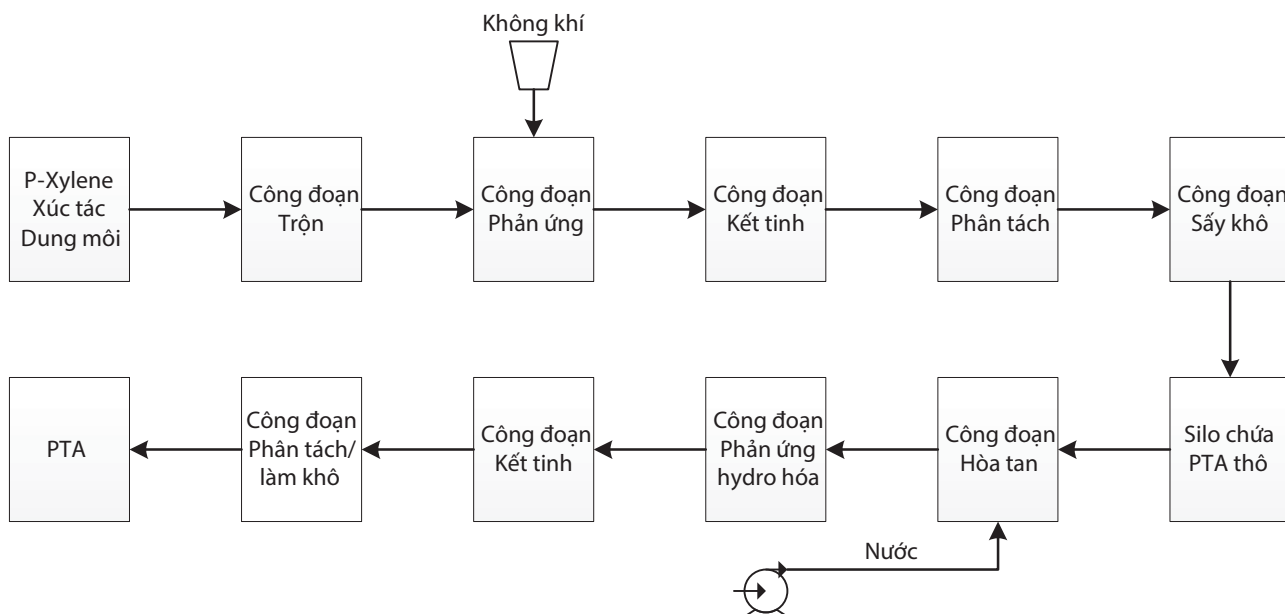 Không khí
P-Xylene
Xúc tác
Dung môi
Công đoạn
Trộn
Công đoạn
Phản ứng
Công đoạn
Kết tinh
Công đoạn
Phân tách
Công đoạn
Sấy khô
PTA
Công đoạn
Phân tách/
làm khô
Công đoạn
Kết tinh
Công đoạn
Phản ứng
hydro hóa
Công đoạn
Hòa tan
Silo chứa
PTA thô
Nước